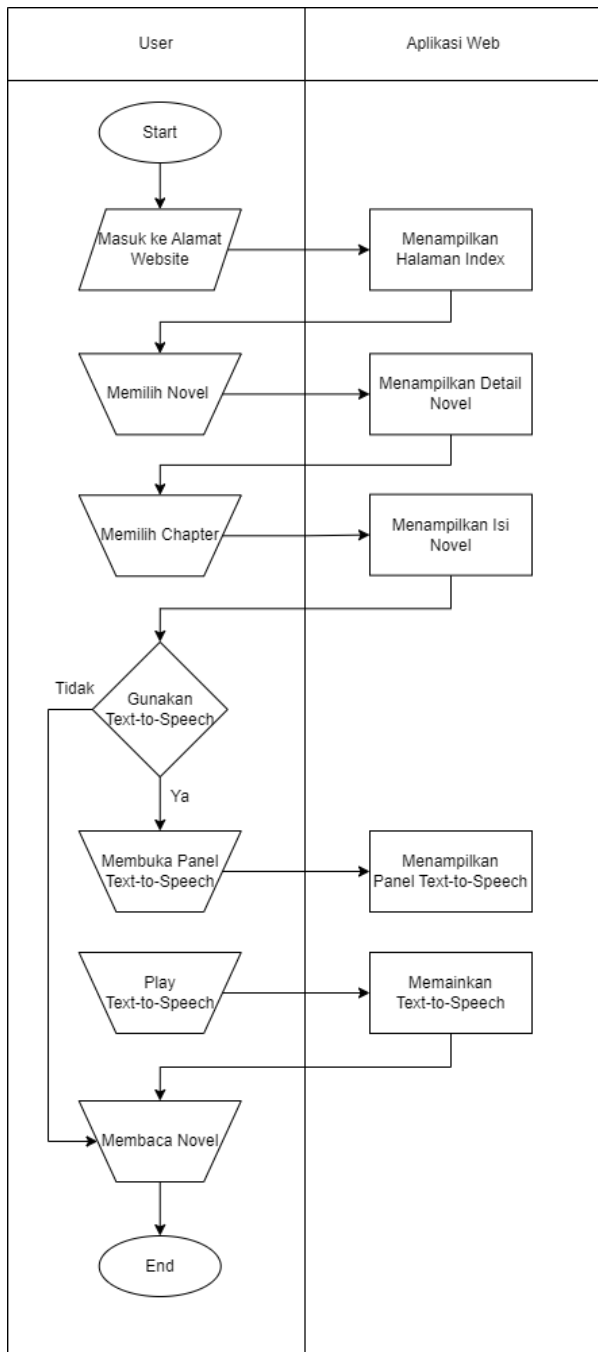 User
Aplikasi Web
Start
Masuk ke Alamat
Website
Menampilkan
Halaman Index
Memilih Novel
Menampilkan Detail
Novel
Memilih Chapter
Menampilkan Isi
Novel
Gunakan
Text-to-Speech
Tidak
Ya
Membuka Panel
Text-to-Speech
Menampilkan
Panel Text-to-Speech
Play
Text-to-Speech
Memainkan
Text-to-Speech
Membaca Novel
End